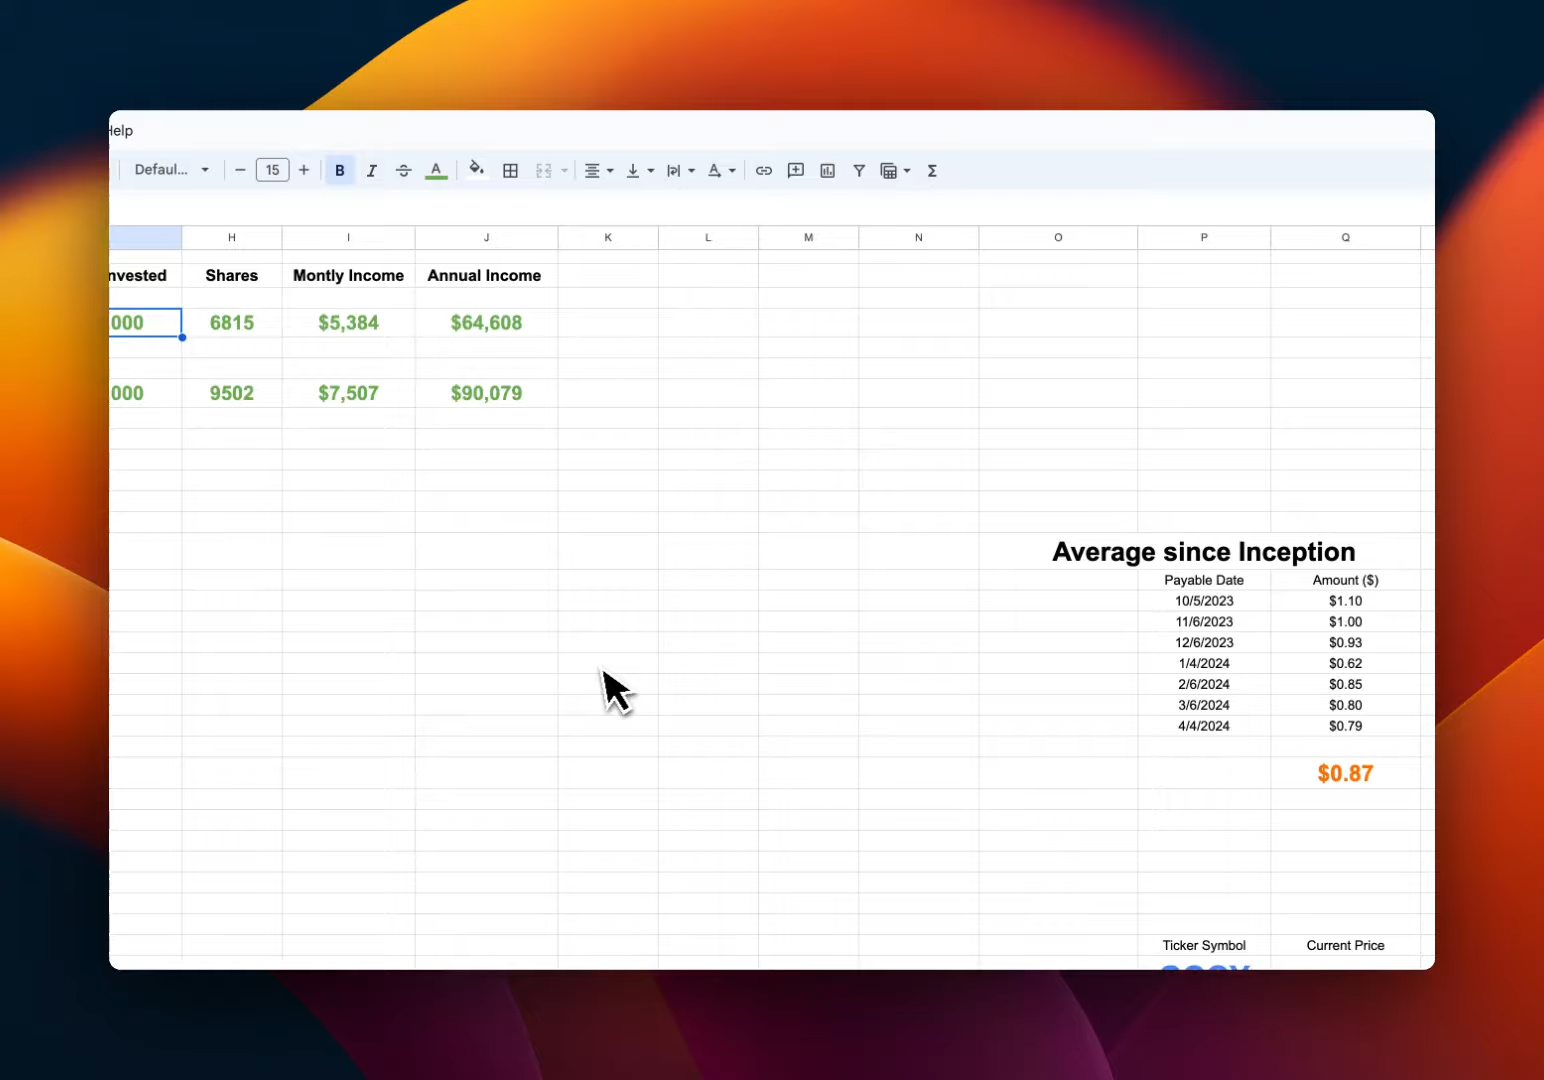 Help
Defaul... − 15 + B I A
H I J K L M N O P Q
nvested Shares Montly Income Annual Income
000 6815 $5,384 $64,608
000 9502 $7,507 $90,079
Average since Inception
Payable Date Amount ($)
10/5/2023 $1.10
11/6/2023 $1.00
12/6/2023 $0.93
1/4/2024 $0.62
2/6/2024 $0.85
3/6/2024 $0.80
4/4/2024 $0.79
$0.87
Ticker Symbol Current Price